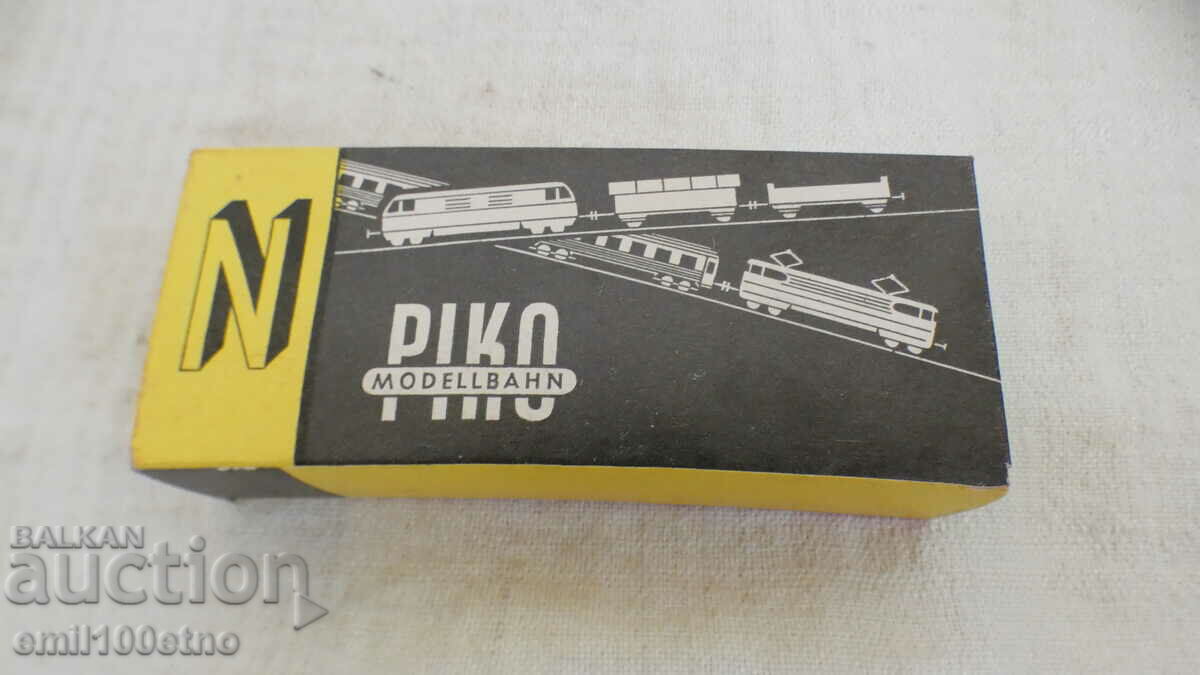 N
PIKO
MODELLBAHN
BALKAN
auction
emil100etno